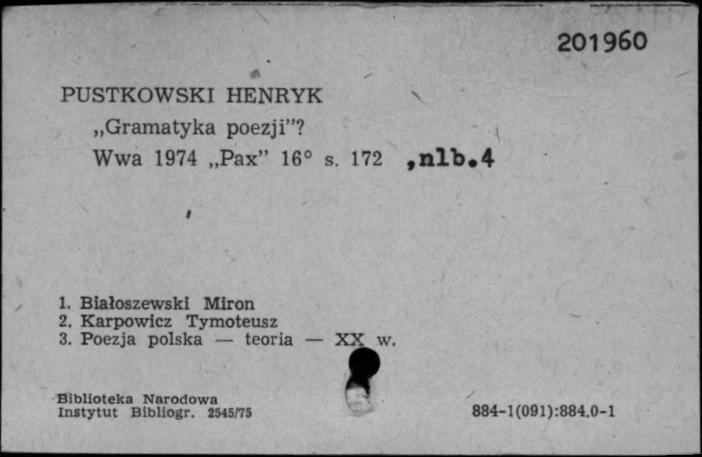 201960
PUSTKOWSKI HENRYK
„Gramatyka poezji”?
Wwa 1974 „Pax” 16° s. 172 ,nlb.4
1. Białoszewski Miron
2. Karpowicz Tymoteusz
3. Poezja polska — teoria — XX w.
Biblioteka Narodowa
Instytut Bibliogr. 2545/75
884-1(091):884.0-1